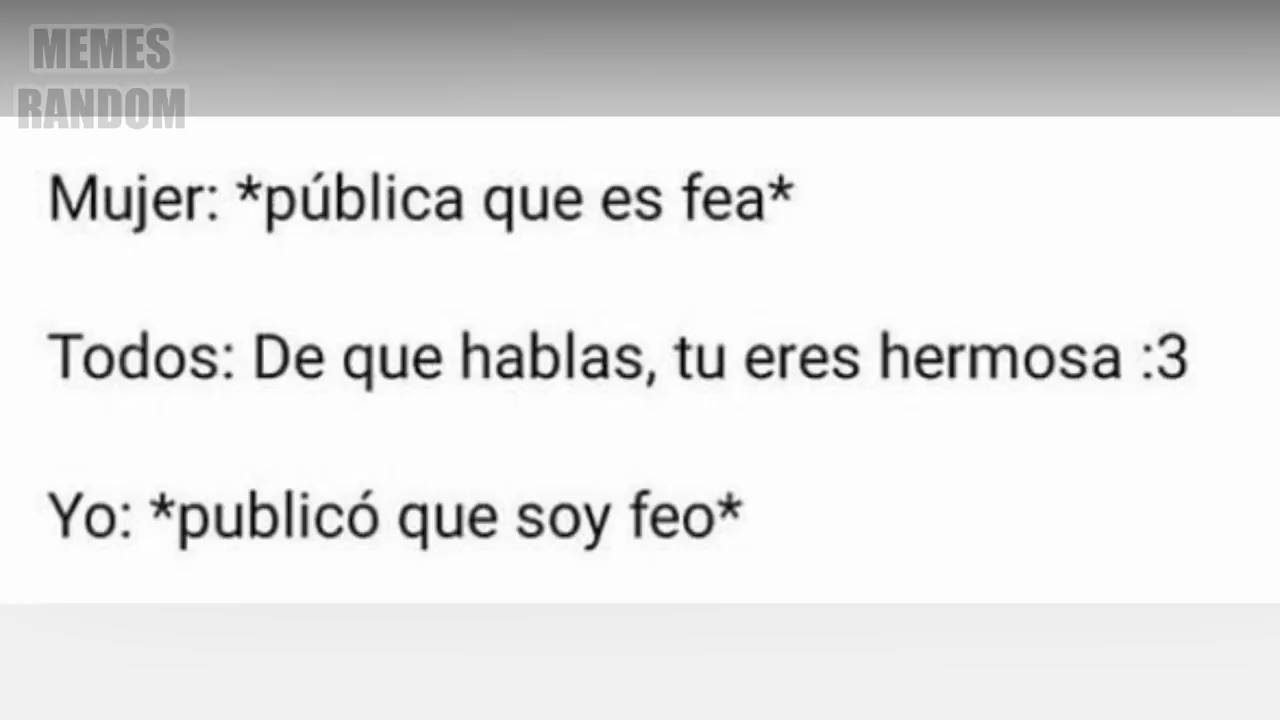 MEMES
RANDOM
Mujer: *pública que es fea*
Todos: De que hablas, tu eres hermosa :3
Yo: *publicó que soy feo*